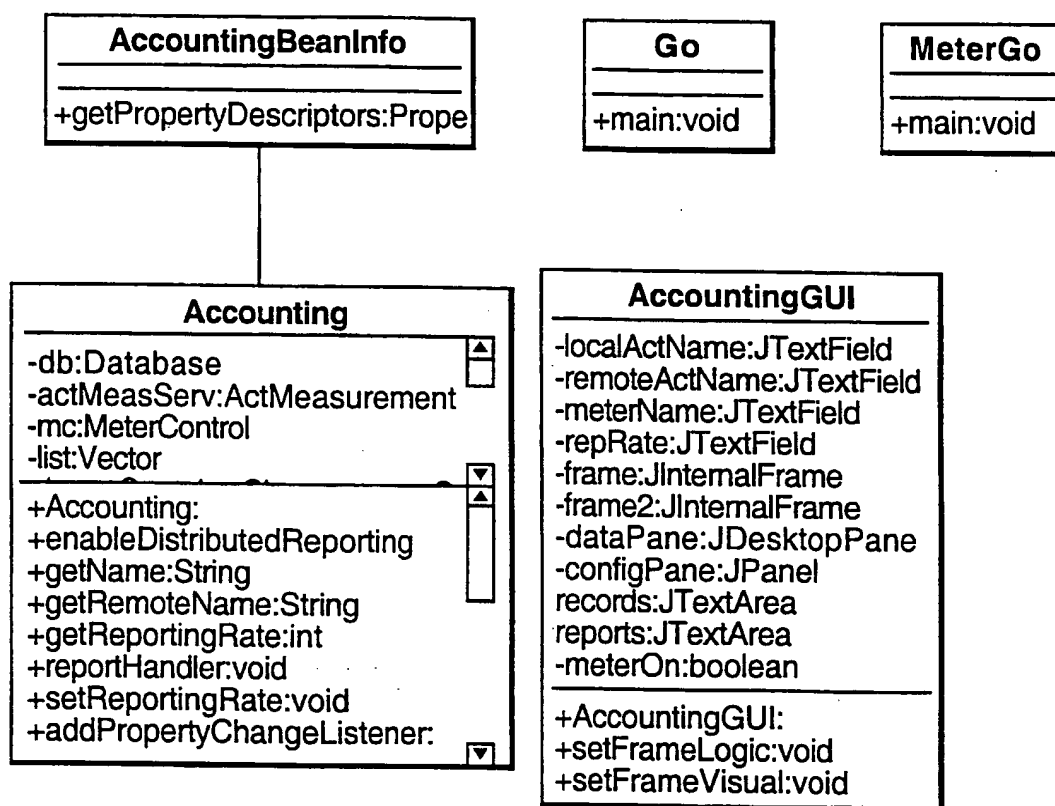 AccountingBeanInfo
+getPropertyDescriptors:Prope
Go
+main:void
MeterGo
+main:void
Accounting
-db:Database
-actMeasServ:ActMeasurement
-mc:MeterControl
-list:Vector
+Accounting:
+enableDistributedReporting
+getName:String
+getRemoteName:String
+getReportingRate:int
+reportHandler:void
+setReportingRate:void
+addPropertyChangeListener:
AccountingGUI
-localActName:JTextField
-remoteActName:JTextField
-meterName:JTextField
-repRate:JTextField
-frame:JInternalFrame
-frame2:JInternalFrame
-dataPane:JDesktopPane
-configPane:JPanel
records:JTextArea
reports:JTextArea
-meterOn:boolean
+AccountingGUI:
+setFrameLogic:void
+setFrameVisual:void